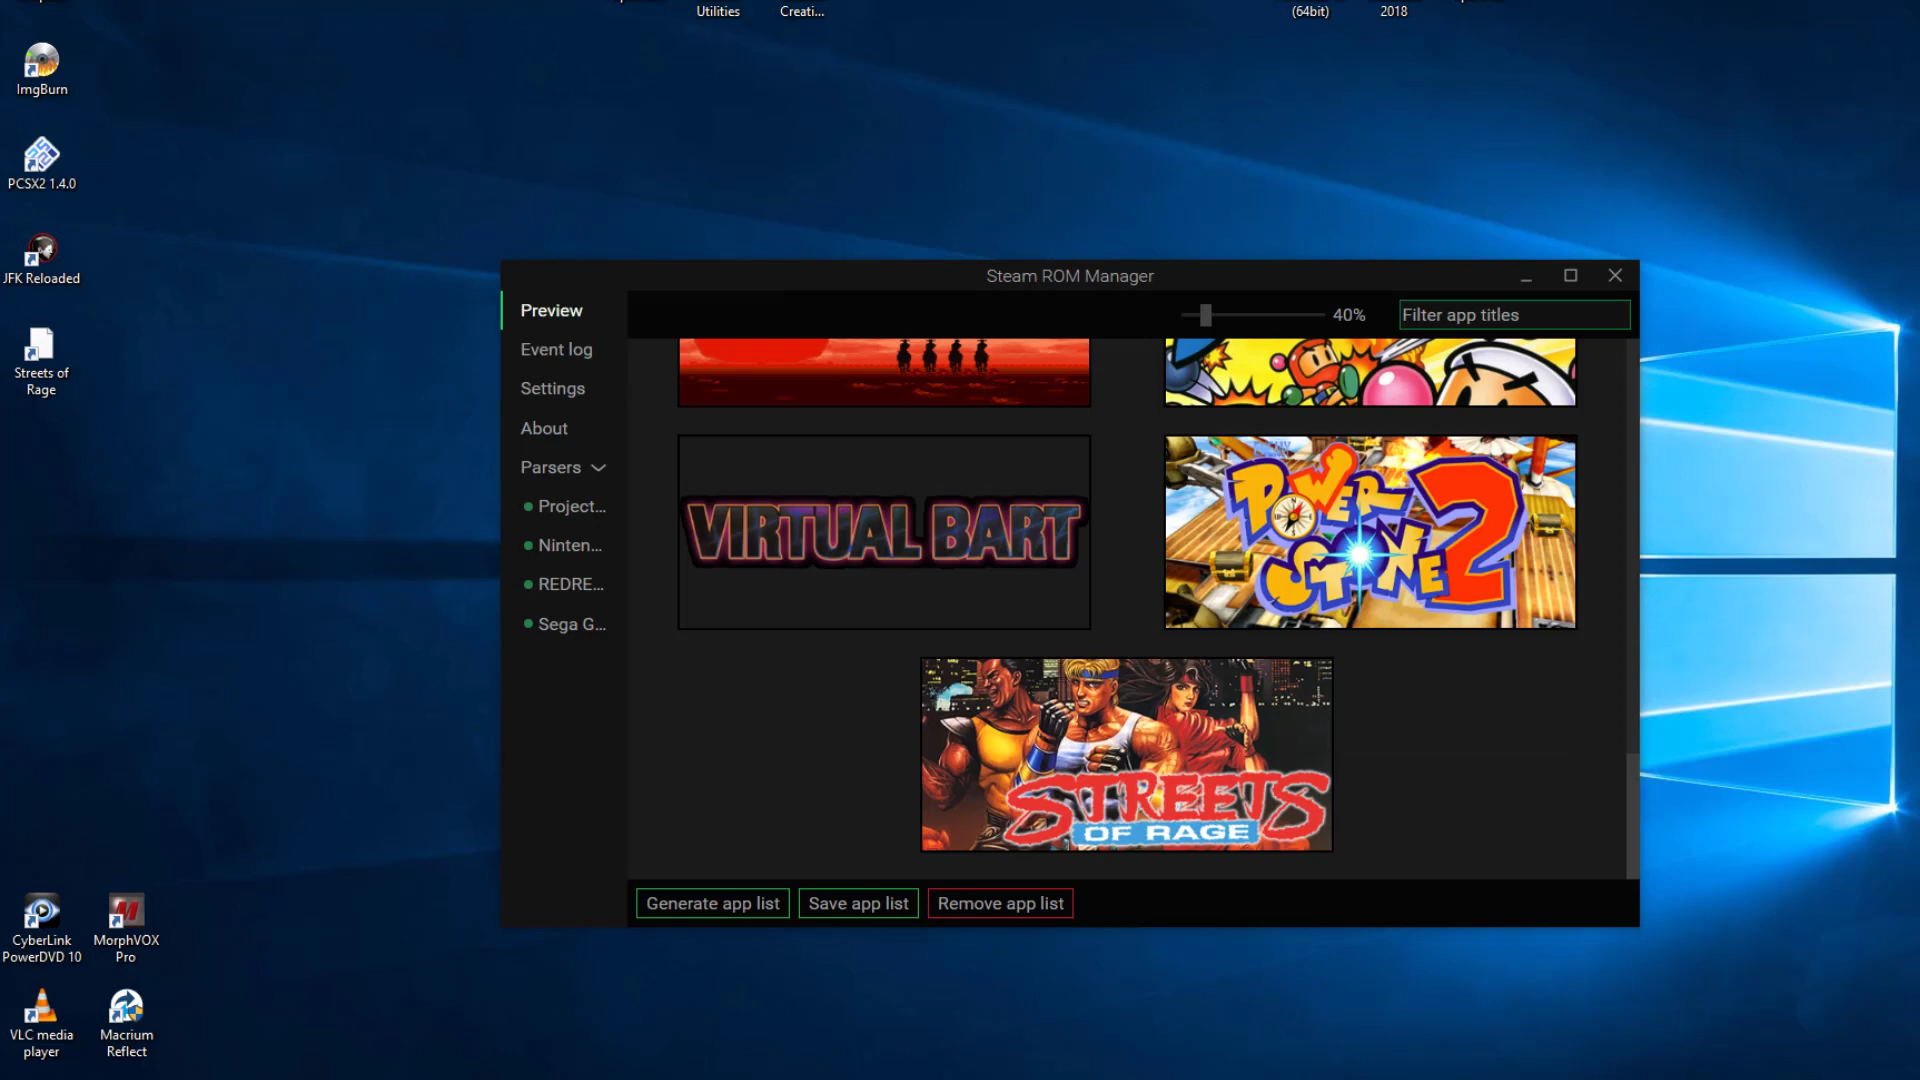 Utilities
Creati...
(64bit)
2018
ImgBurn
PCSX2 1.4.0
JFK Reloaded
Streets of
Rage
Steam ROM Manager
Preview
40%
Filter app titles
Event log
Settings
About
Parsers
Project...
Ninten...
REDRE...
Sega G...
VIRTUAL BART
POWER
STONE 2
STREETS
OF RAGE
Generate app list
Save app list
Remove app list
CyberLink
PowerDVD 10
MorphVOX
Pro
VLC media
player
Macrium
Reflect